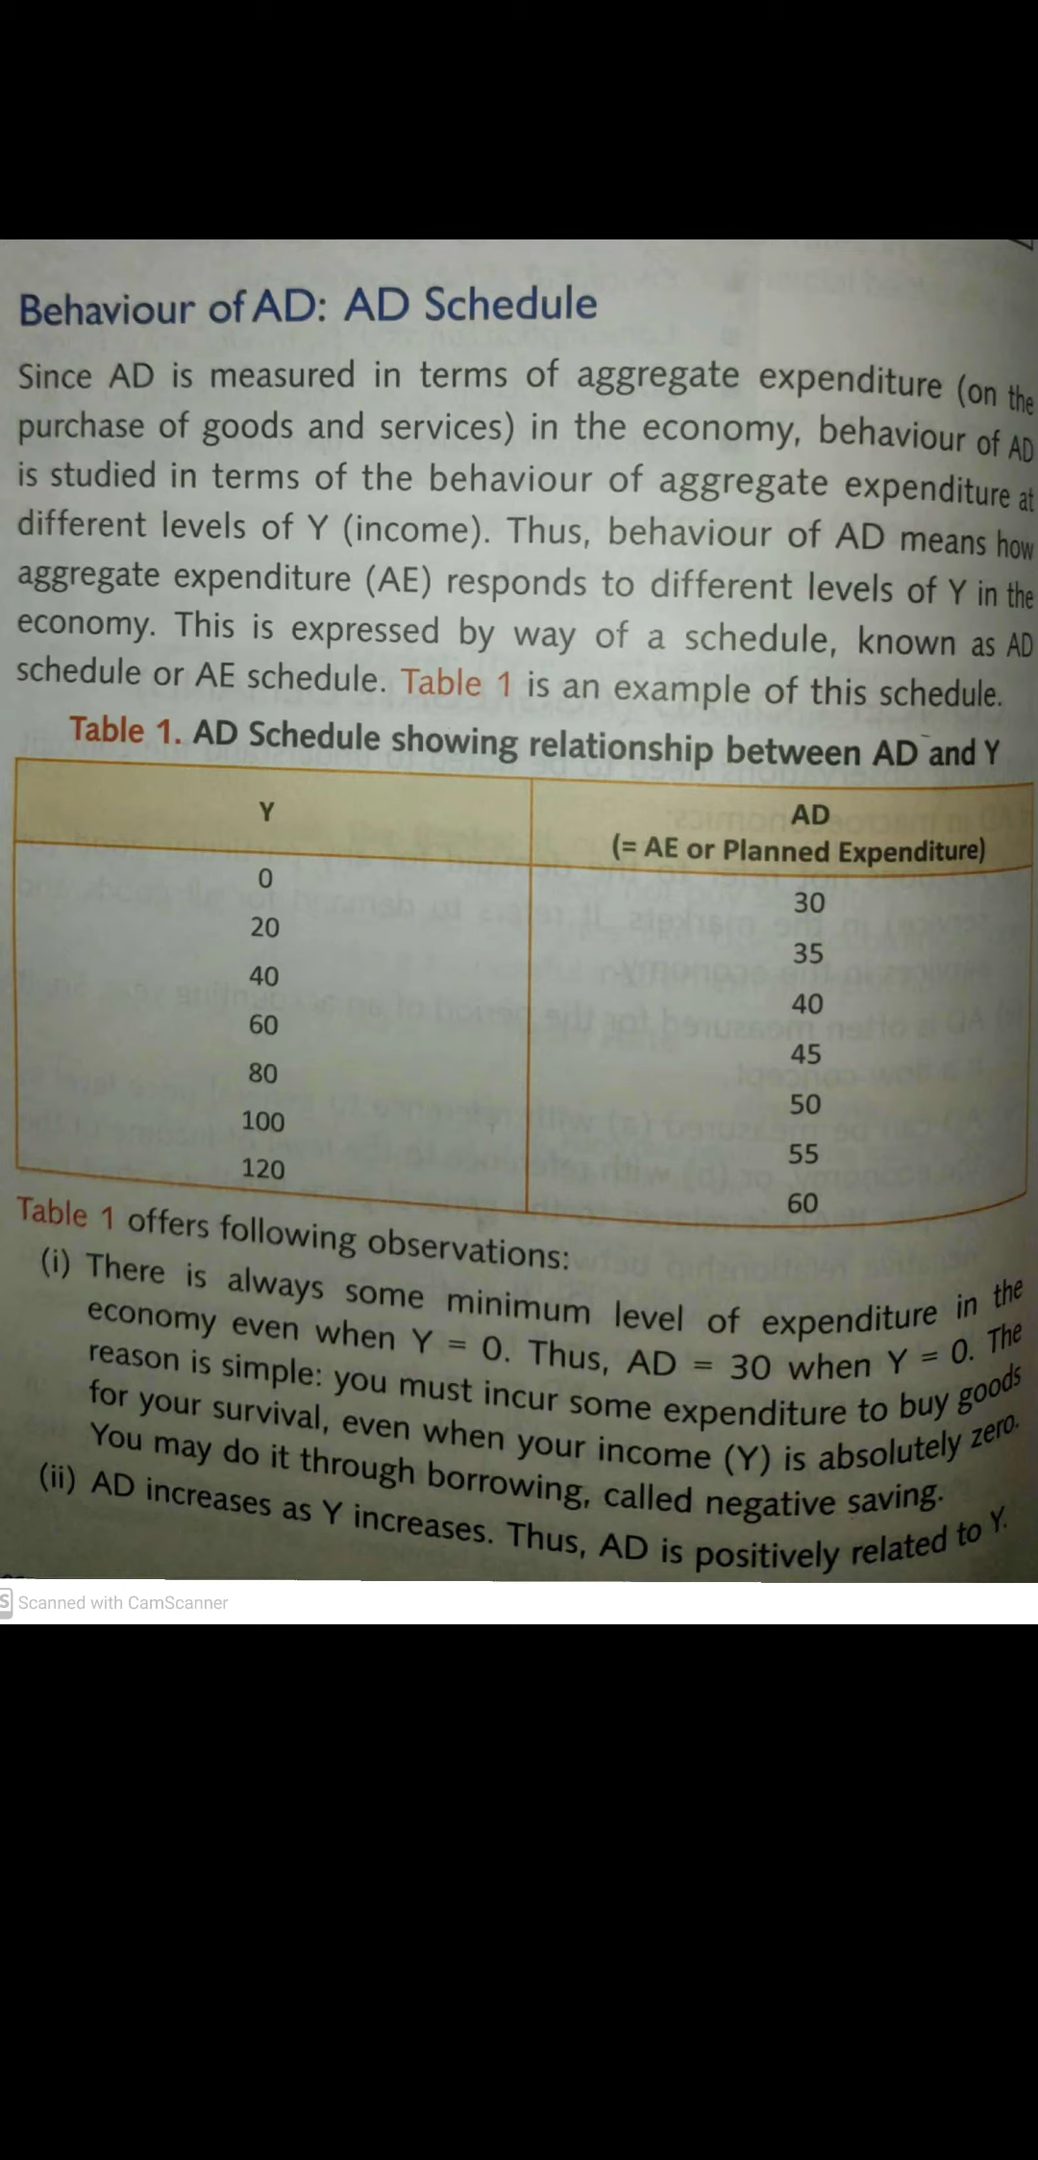 Behaviour of AD: AD Schedule
Since AD is measured in terms of aggregate expenditure (on the
purchase of goods and services) in the economy, behaviour of AD
is studied in terms of the behaviour of aggregate expenditure at
different levels of Y (income). Thus, behaviour of AD means how
aggregate expenditure (AE) responds to different levels of Y in the
economy. This is expressed by way of a schedule, known as AD
schedule or AE schedule. Table 1 is an example of this schedule.
Table 1. AD Schedule showing relationship between AD and Y
Y
AD
(= AE or Planned Expenditure)
0 30
20 35
40 40
60 45
80 50
100 55
120 60
Table 1 offers following observations:
(i) There is always some minimum level of expenditure in the
economy even when Y = 0. Thus, AD = 30 when Y = 0. The
reason is simple: you must incur some expenditure to buy goods
for your survival, even when your income (Y) is absolutely zero.
You may do it through borrowing, called negative saving.
(ii) AD increases as Y increases. Thus, AD is positively related to Y.
Scanned with CamScanner